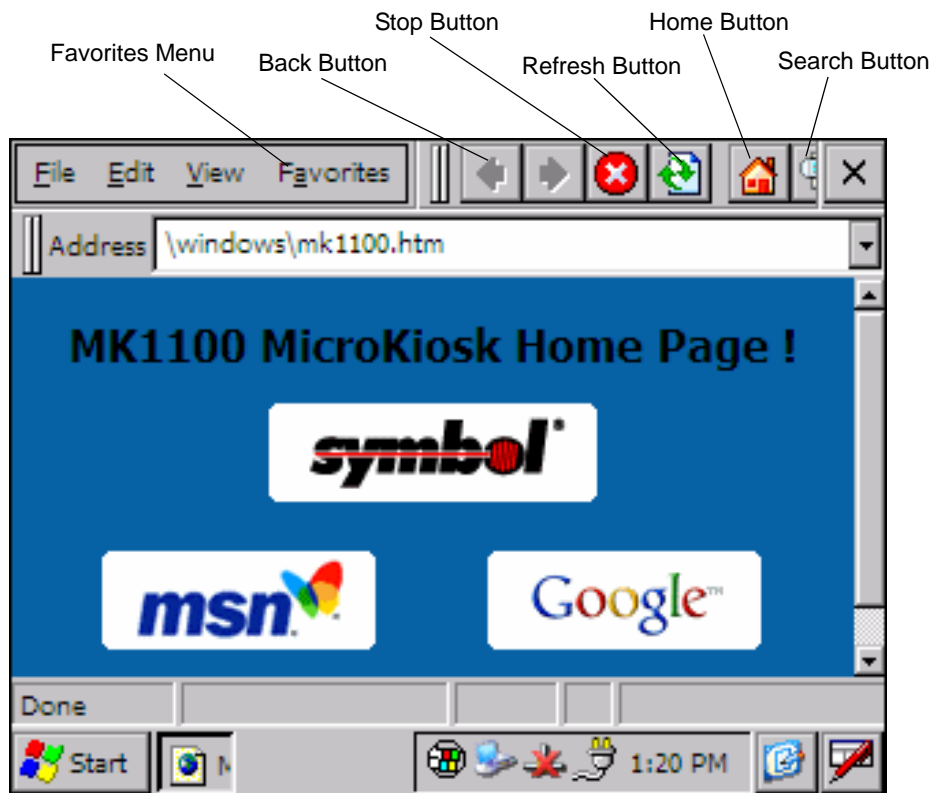 Stop Button
Home Button
Favorites Menu
Back Button
Refresh Button
Search Button
File Edit View Favorites
Address \windows\mk1100.htm
MK1100 MicroKiosk Home Page !
symbol®
msn
Google™
Done
Start
1:20 PM